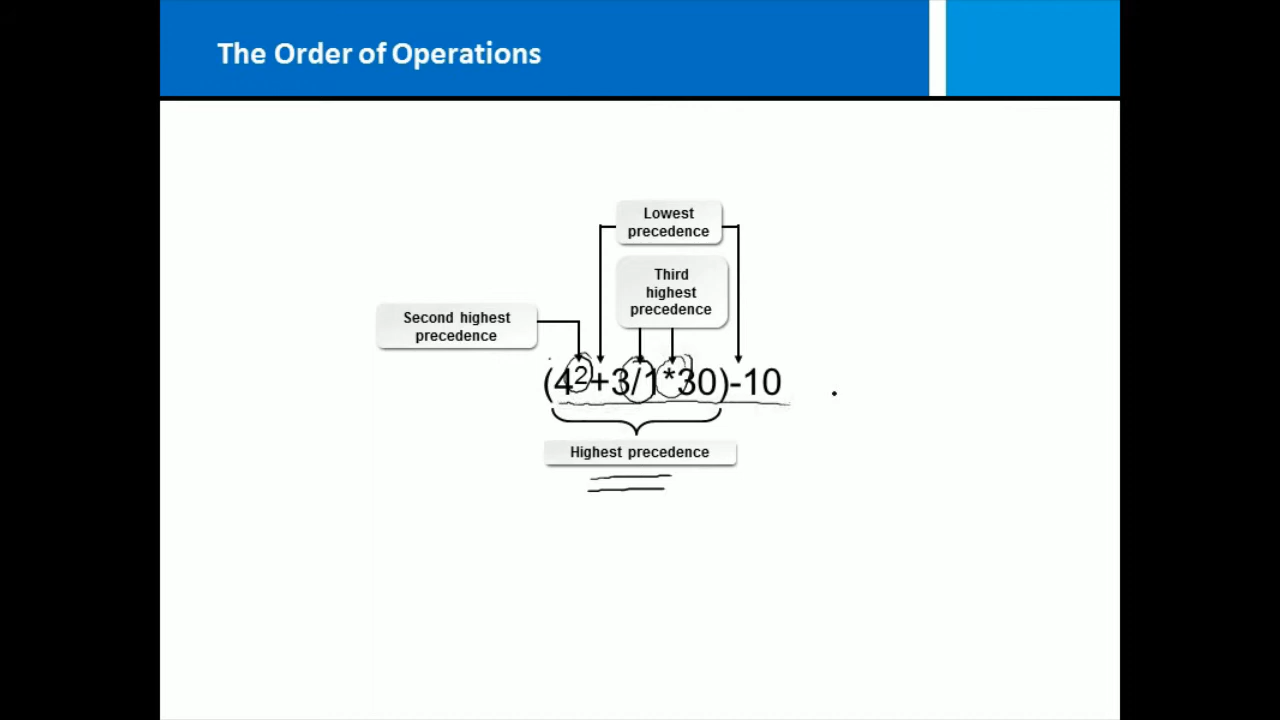 The Order of Operations
Lowest
precedence
Third
highest
precedence
Second highest
precedence
(4²+3/1*30)-10
Highest precedence